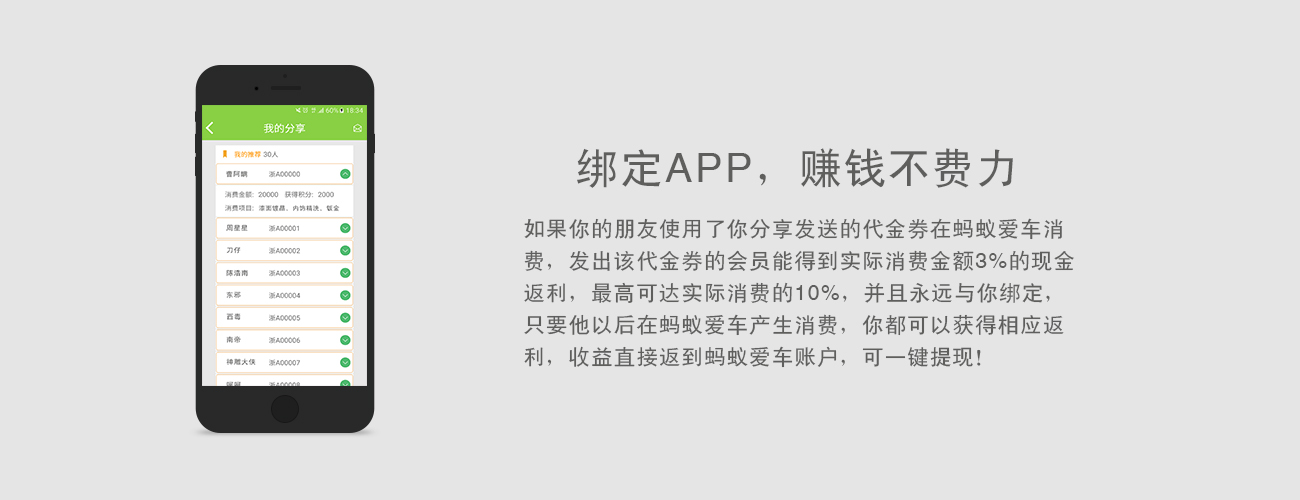 60% 18:34
我的分享
我的推荐 30人
曹阿瞒 浙A00000
消费金额：20000 获得积分：2000
消费项目：漆面镀晶、内饰精洗、钣金
周星星 浙A00001
刀仔 浙A00002
陈浩南 浙A00003
东邪 浙A00004
西毒 浙A00005
南帝 浙A00006
神雕大侠 浙A00007
浙A00008
绑定APP，赚钱不费力
如果你的朋友使用了你分享发送的代金券在蚂蚁爱车消
费，发出该代金券的会员能得到实际消费金额3%的现金
返利，最高可达实际消费的10%，并且永远与你绑定，
只要他以后在蚂蚁爱车产生消费，你都可以获得相应返
利，收益直接返到蚂蚁爱车账户，可一键提现!